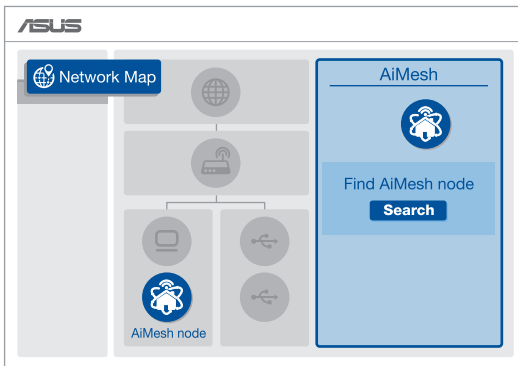 ASUS
Network Map
AiMesh
Find AiMesh node
Search
AiMesh node